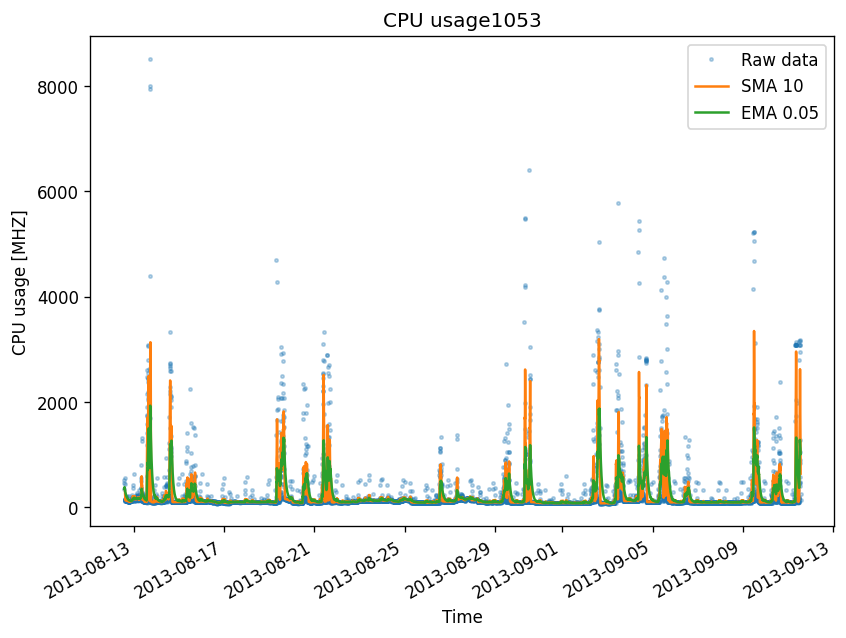 CPU usage1053
Raw data
SMA 10
EMA 0.05
CPU usage [MHZ]
8000
6000
4000
2000
0
2013-08-13
2013-08-17
2013-08-21
2013-08-25
2013-08-29
2013-09-01
2013-09-05
2013-09-09
2013-09-13
Time